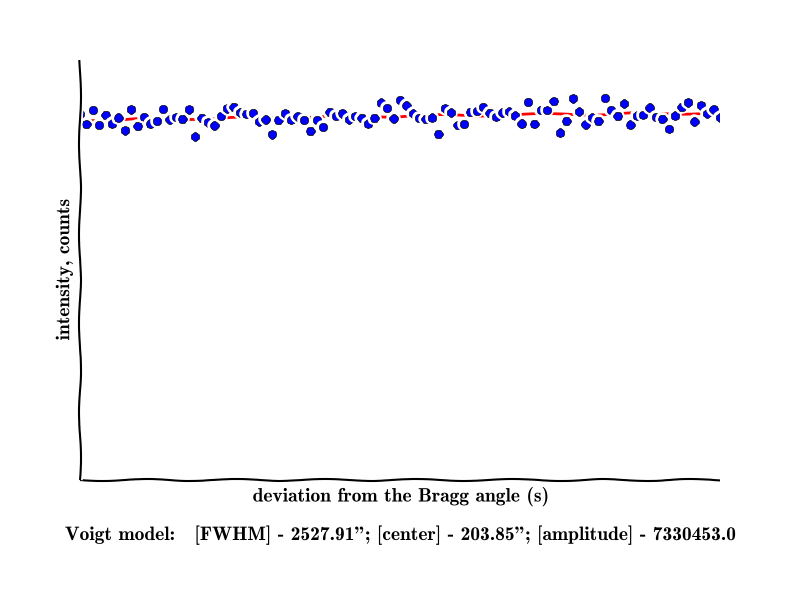 intensity, counts
deviation from the Bragg angle (s)
Voigt model: [FWHM] - 2527.91”; [center] - 203.85”; [amplitude] - 7330453.0